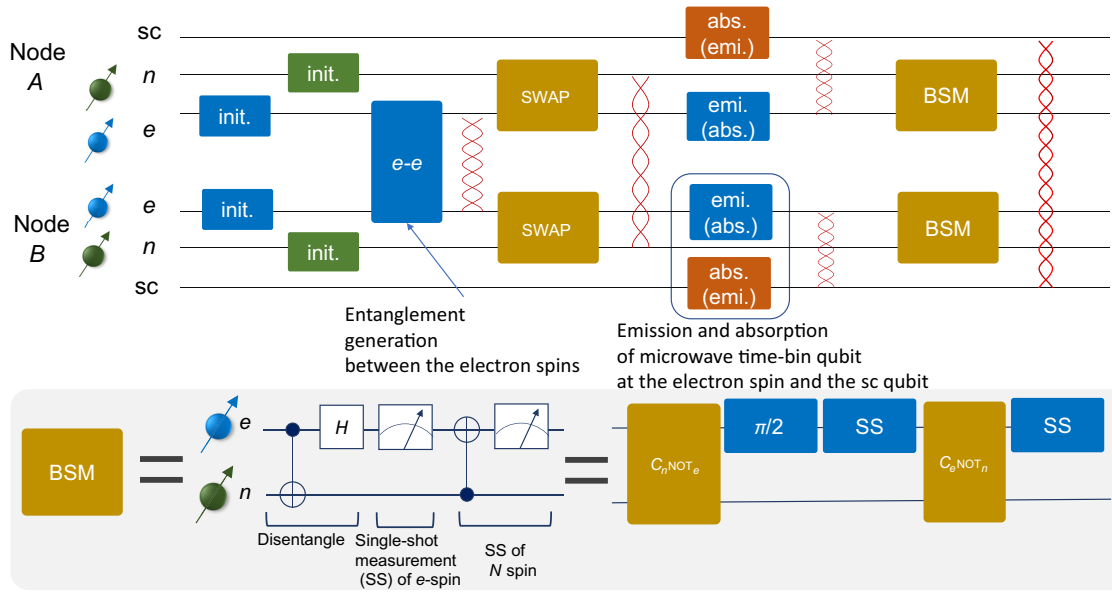 Node
A
sc
n
e
init.
init.
e-e
SWAP
abs.
(emi.)
emi.
(abs.)
BSM
Node
B
e
n
sc
init.
init.
SWAP
emi.
(abs.)
abs.
(emi.)
BSM
Entanglement
generation
between the electron spins
Emission and absorption
of microwave time-bin qubit
at the electron spin and the sc qubit
BSM
=
e
n
H
Disentangle
Single-shot
measurement
(SS) of e-spin
SS of
N spin
=
CnNOTe
π/2
SS
CeNOTn
SS